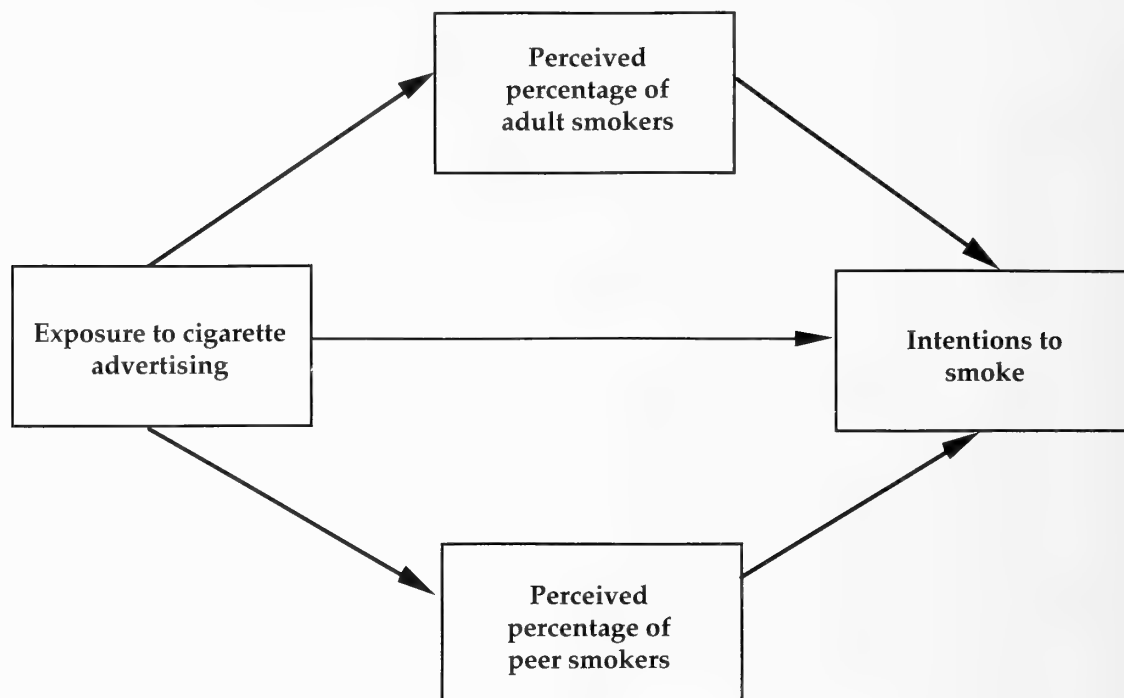 Perceived
percentage of
adult smokers
Exposure to cigarette
advertising
Intentions to
smoke
Perceived
percentage of
peer smokers